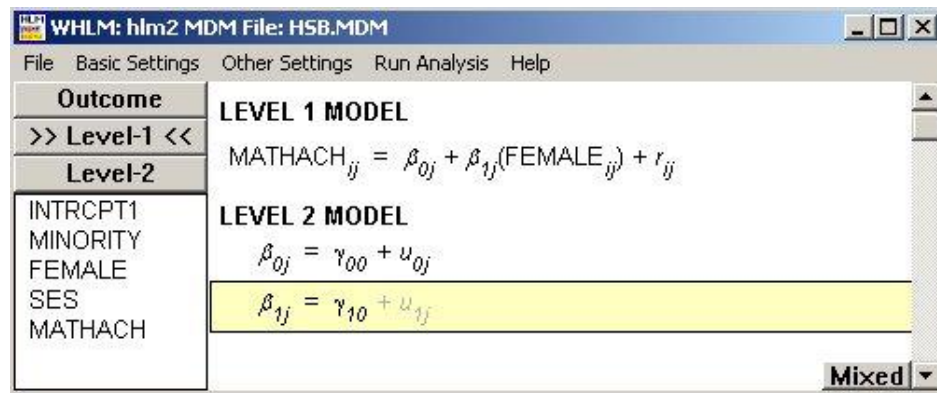 WHLM: hlm2 MDM File: HSB.MDM
File Basic Settings Other Settings Run Analysis Help
Outcome
>> Level-1 <<
Level-2
INTRCPT1
MINORITY
FEMALE
SES
MATHACH
LEVEL 1 MODEL
MATHACH_ij = β_0j + β_1j(FEMALE_ij) + r_ij
LEVEL 2 MODEL
β_0j = γ_00 + u_0j
β_1j = γ_10 + u_1j
Mixed